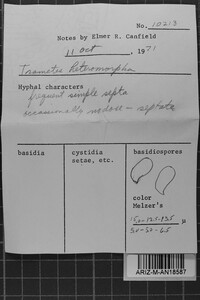 No. 10213
Notes by Elmer R. Canfield
11 Oct , 1971
Trametes heteromorpha
Hyphal characters
frequent simple septa
occasionally nodose-septate
basidia
cystidia
setae, etc.
basidiospores
color
Melzer's
μ
ARIZ-M-AN18587